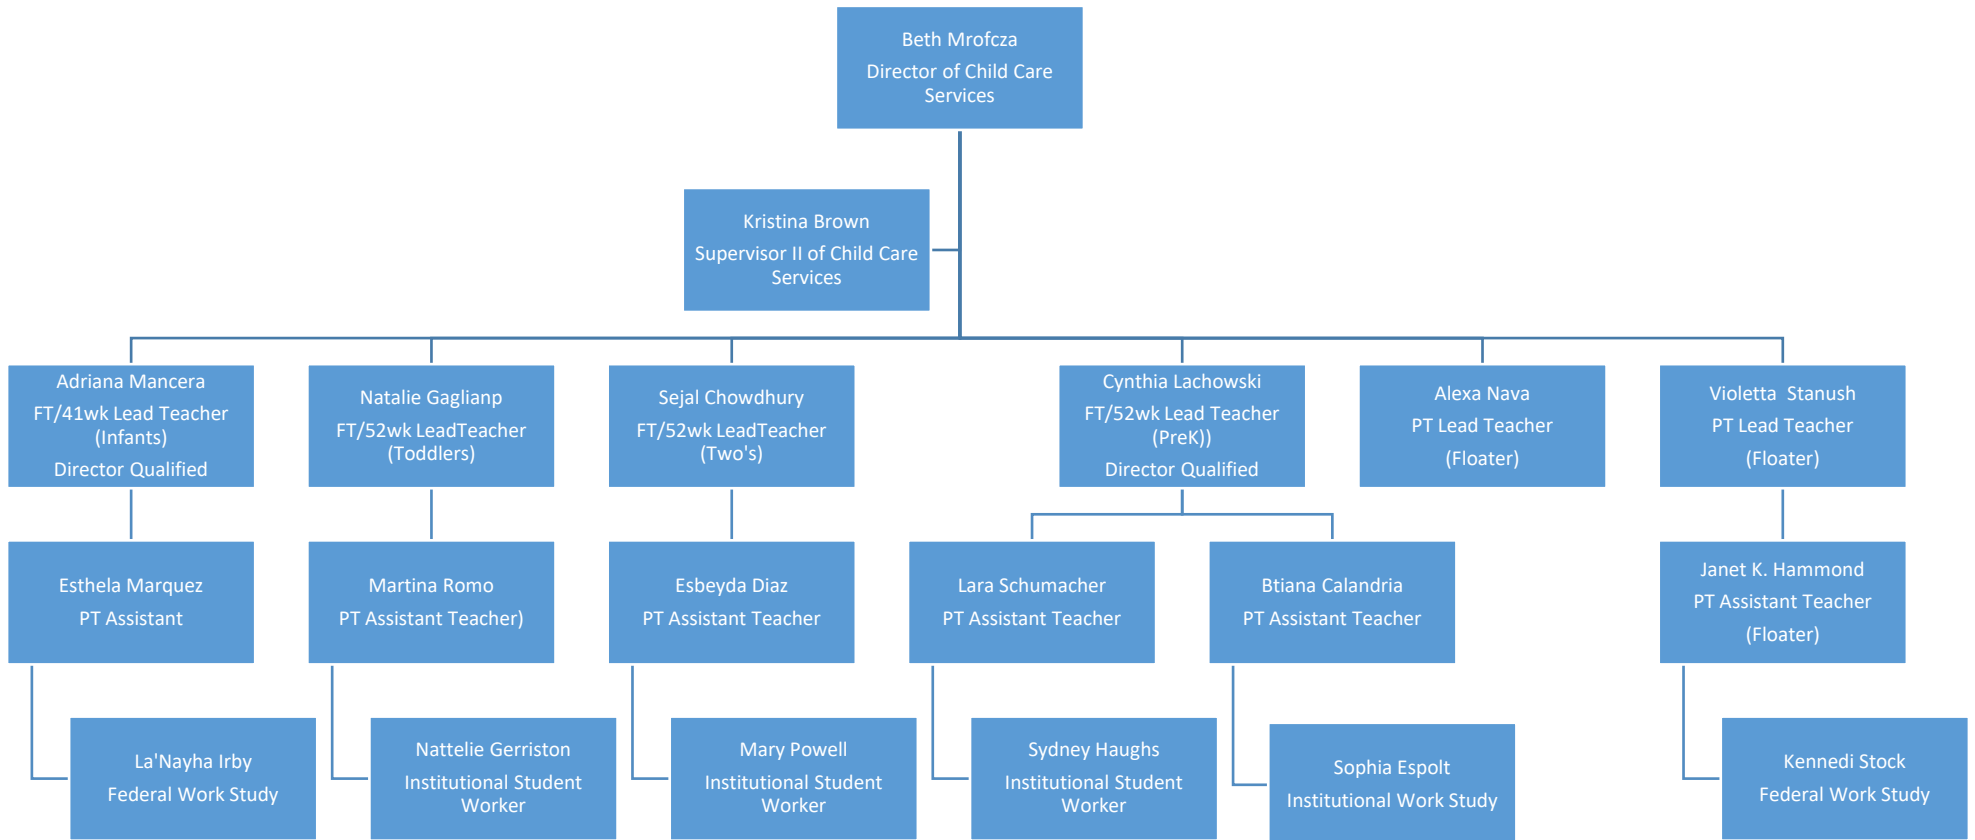 Beth Mrofcza
Director of Child Care
Services
Kristina Brown
Supervisor II of Child Care
Services
Adriana Mancera
FT/41wk Lead Teacher
(Infants)
Director Qualified
Natalie Gaglianp
FT/52wk LeadTeacher
(Toddlers)
Sejal Chowdhury
FT/52wk LeadTeacher
(Two's)
Cynthia Lachowski
FT/52wk Lead Teacher
(PreK))
Director Qualified
Alexa Nava
PT Lead Teacher
(Floater)
Violetta  Stanush
PT Lead Teacher
(Floater)
Esthela Marquez
PT Assistant
Martina Romo
PT Assistant Teacher)
Esbeyda Diaz
PT Assistant Teacher
Lara Schumacher
PT Assistant Teacher
Btiana Calandria
PT Assistant Teacher
Janet K. Hammond
PT Assistant Teacher
(Floater)
La'Nayha Irby
Federal Work Study
Nattelie Gerriston
Institutional Student
Worker
Mary Powell
Institutional Student
Worker
Sydney Haughs
Institutional Student
Worker
Sophia Espolt
Institutional Work Study
Kennedi Stock
Federal Work Study